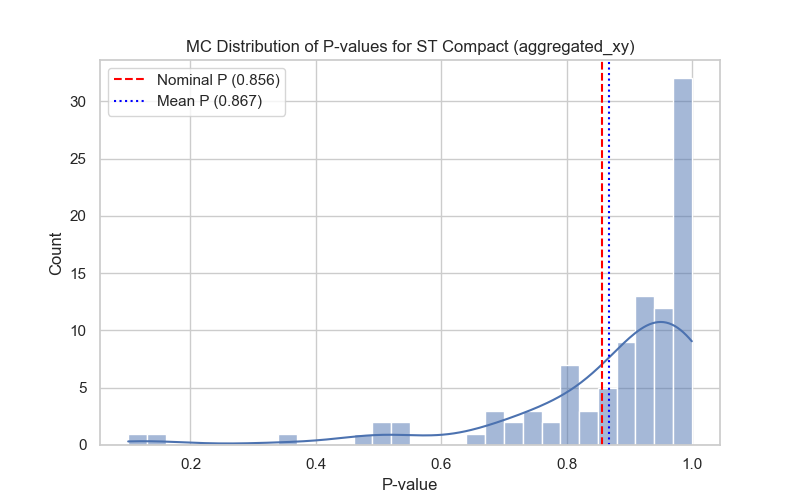 MC Distribution of P-values for ST Compact (aggregated_xy)
Nominal P (0.856)
Mean P (0.867)
Count
30
25
20
15
10
5
0
0.2 0.4 0.6 0.8 1.0
P-value